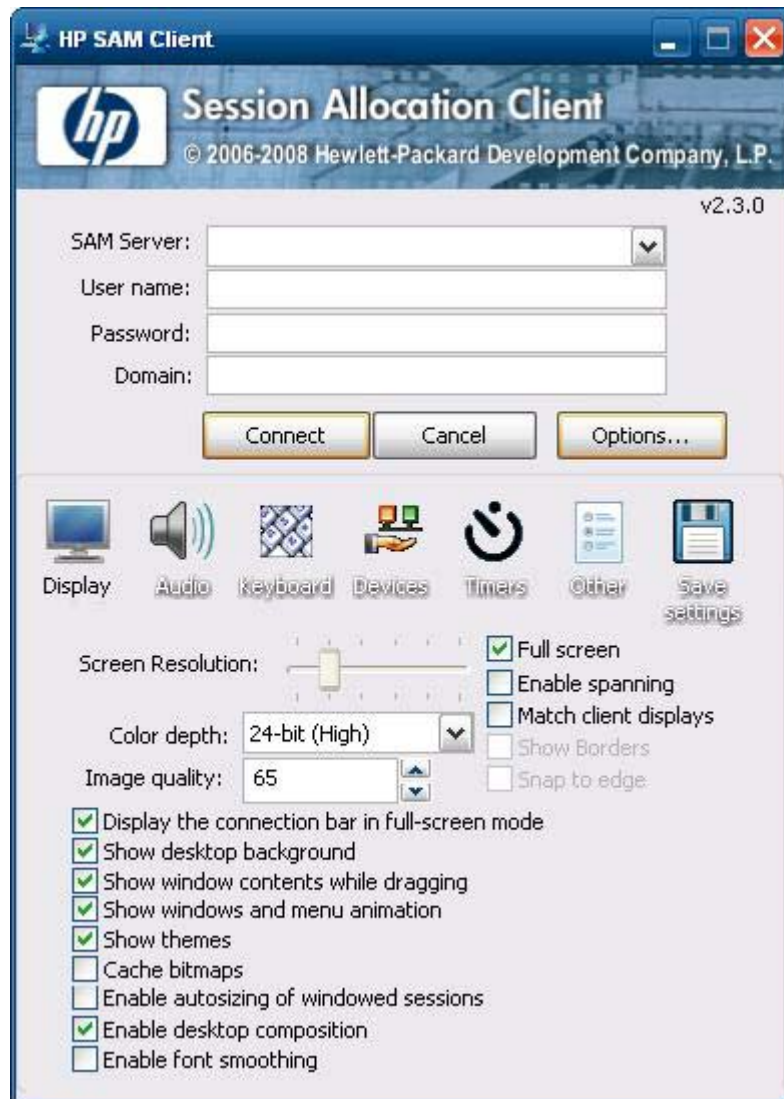 HP SAM Client
hp
Session Allocation Client
© 2006-2008 Hewlett-Packard Development Company, L.P.
v2.3.0
SAM Server:
User name:
Password:
Domain:
Connect Cancel Options...
Display Audio Keyboard Devices Timers Other Save settings
Screen Resolution:
Full screen
Enable spanning
Match client displays
Show Borders
Snap to edge
Color depth: 24-bit (High)
Image quality: 65
Display the connection bar in full-screen mode
Show desktop background
Show window contents while dragging
Show windows and menu animation
Show themes
Cache bitmaps
Enable autosizing of windowed sessions
Enable desktop composition
Enable font smoothing